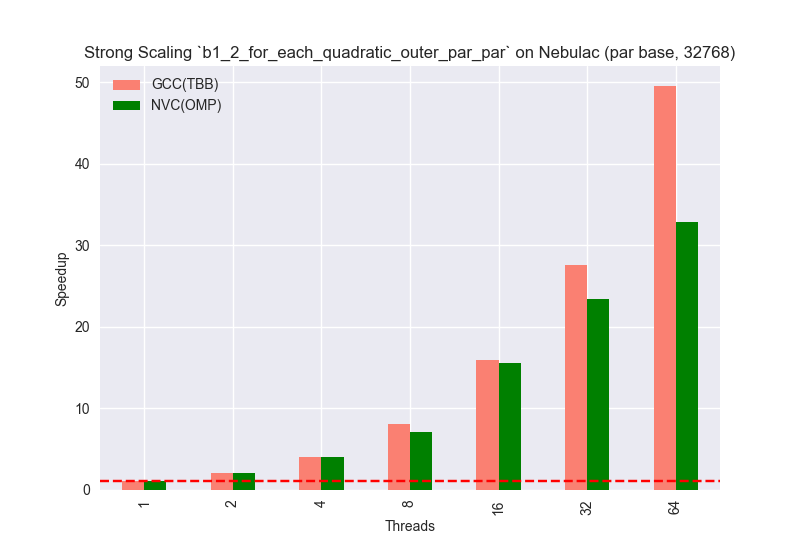 Strong Scaling `b1_2_for_each_quadratic_outer_par_par` on Nebulac (par base, 32768)
GCC(TBB)
NVC(OMP)
Speedup
50
40
30
20
10
0
1
2
4
8
16
32
64
Threads